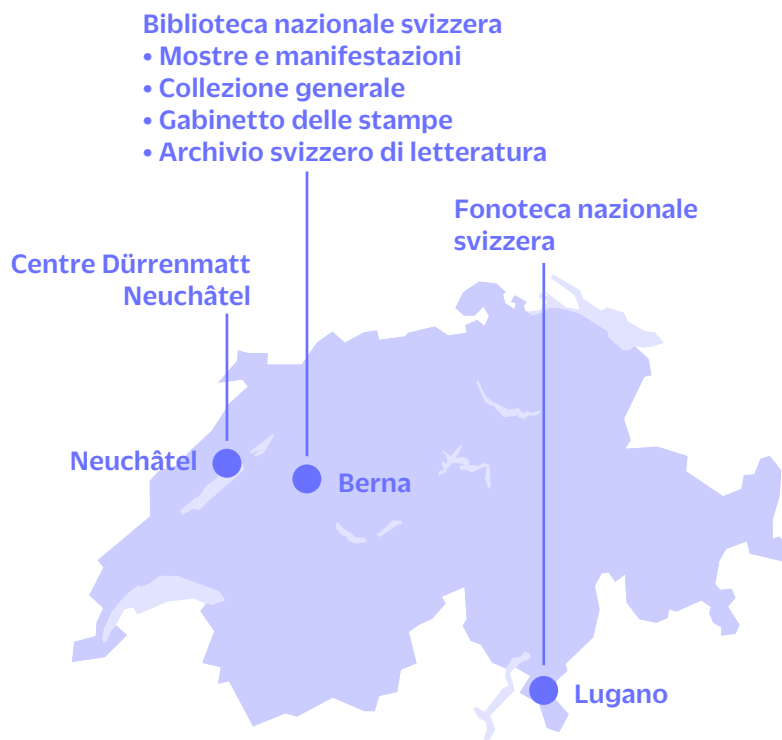 Biblioteca nazionale svizzera
• Mostre e manifestazioni
• Collezione generale
• Gabinetto delle stampe
• Archivio svizzero di letteratura
Fonoteca nazionale
svizzera
Centre Dürrenmatt
Neuchâtel
Neuchâtel
Berna
Lugano